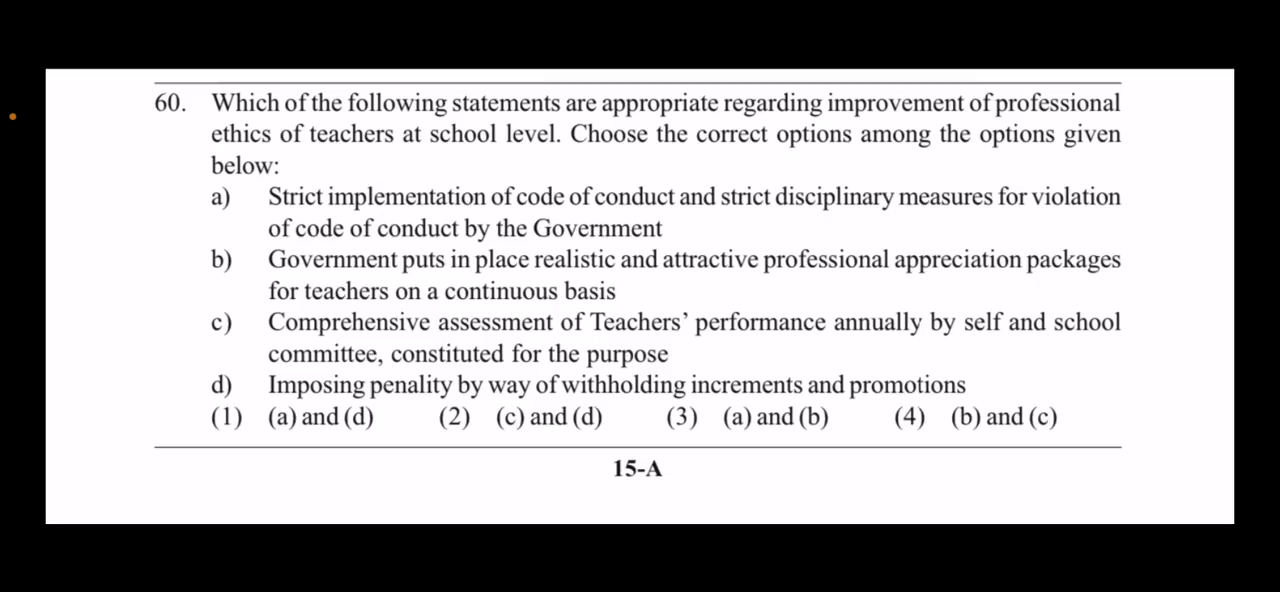 60. Which of the following statements are appropriate regarding improvement of professional
ethics of teachers at school level. Choose the correct options among the options given
below:
a) Strict implementation of code of conduct and strict disciplinary measures for violation
of code of conduct by the Government
b) Government puts in place realistic and attractive professional appreciation packages
for teachers on a continuous basis
c) Comprehensive assessment of Teachers' performance annually by self and school
committee, constituted for the purpose
d) Imposing penality by way of withholding increments and promotions
(1) (a) and (d) (2) (c) and (d) (3) (a) and (b) (4) (b) and (c)
15-A